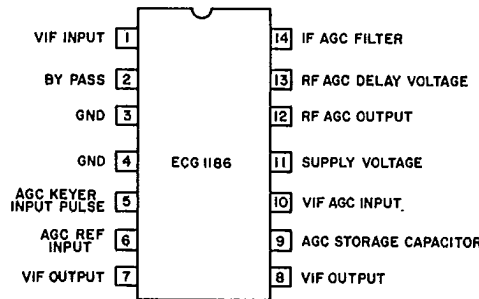 VIF INPUT 1
BY PASS 2
GND 3
GND 4
AGC KEYER
INPUT PULSE 5
AGC REF
INPUT 6
VIF OUTPUT 7
ECG 1186
14 IF AGC FILTER
13 RF AGC DELAY VOLTAGE
12 RF AGC OUTPUT
11 SUPPLY VOLTAGE
10 VIF AGC INPUT.
9 AGC STORAGE CAPACITOR
8 VIF OUTPUT